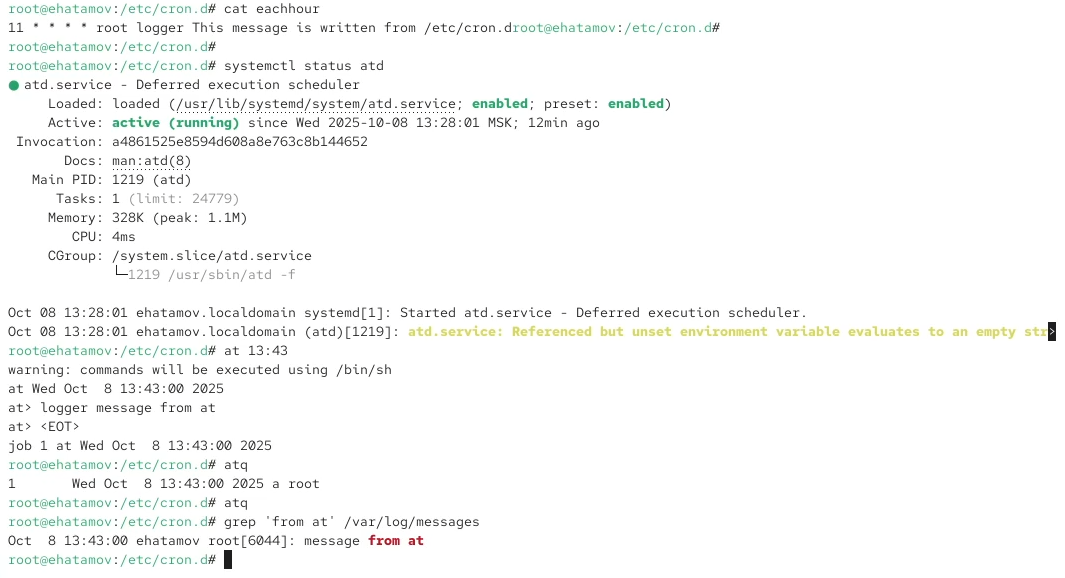 root@ehatamov:/etc/cron.d# cat eachhour
11 * * * * root logger This message is written from /etc/cron.droot@ehatamov:/etc/cron.d#
root@ehatamov:/etc/cron.d#
root@ehatamov:/etc/cron.d# systemctl status atd
● atd.service - Deferred execution scheduler
     Loaded: loaded (/usr/lib/systemd/system/atd.service; enabled; preset: enabled)
     Active: active (running) since Wed 2025-10-08 13:28:01 MSK; 12min ago
 Invocation: a4861525e8594d608a8e763c8b144652
       Docs: man:atd(8)
   Main PID: 1219 (atd)
      Tasks: 1 (limit: 24779)
     Memory: 328K (peak: 1.1M)
        CPU: 4ms
     CGroup: /system.slice/atd.service
             └─1219 /usr/sbin/atd -f
Oct 08 13:28:01 ehatamov.localdomain systemd[1]: Started atd.service - Deferred execution scheduler.
Oct 08 13:28:01 ehatamov.localdomain (atd)[1219]: atd.service: Referenced but unset environment variable evaluates to an empty str>
root@ehatamov:/etc/cron.d# at 13:43
warning: commands will be executed using /bin/sh
at Wed Oct  8 13:43:00 2025
at> logger message from at
at> <EOT>
job 1 at Wed Oct  8 13:43:00 2025
root@ehatamov:/etc/cron.d# atq
1       Wed Oct  8 13:43:00 2025 a root
root@ehatamov:/etc/cron.d# atq
root@ehatamov:/etc/cron.d# grep 'from at' /var/log/messages
Oct  8 13:43:00 ehatamov root[6044]: message from at
root@ehatamov:/etc/cron.d#